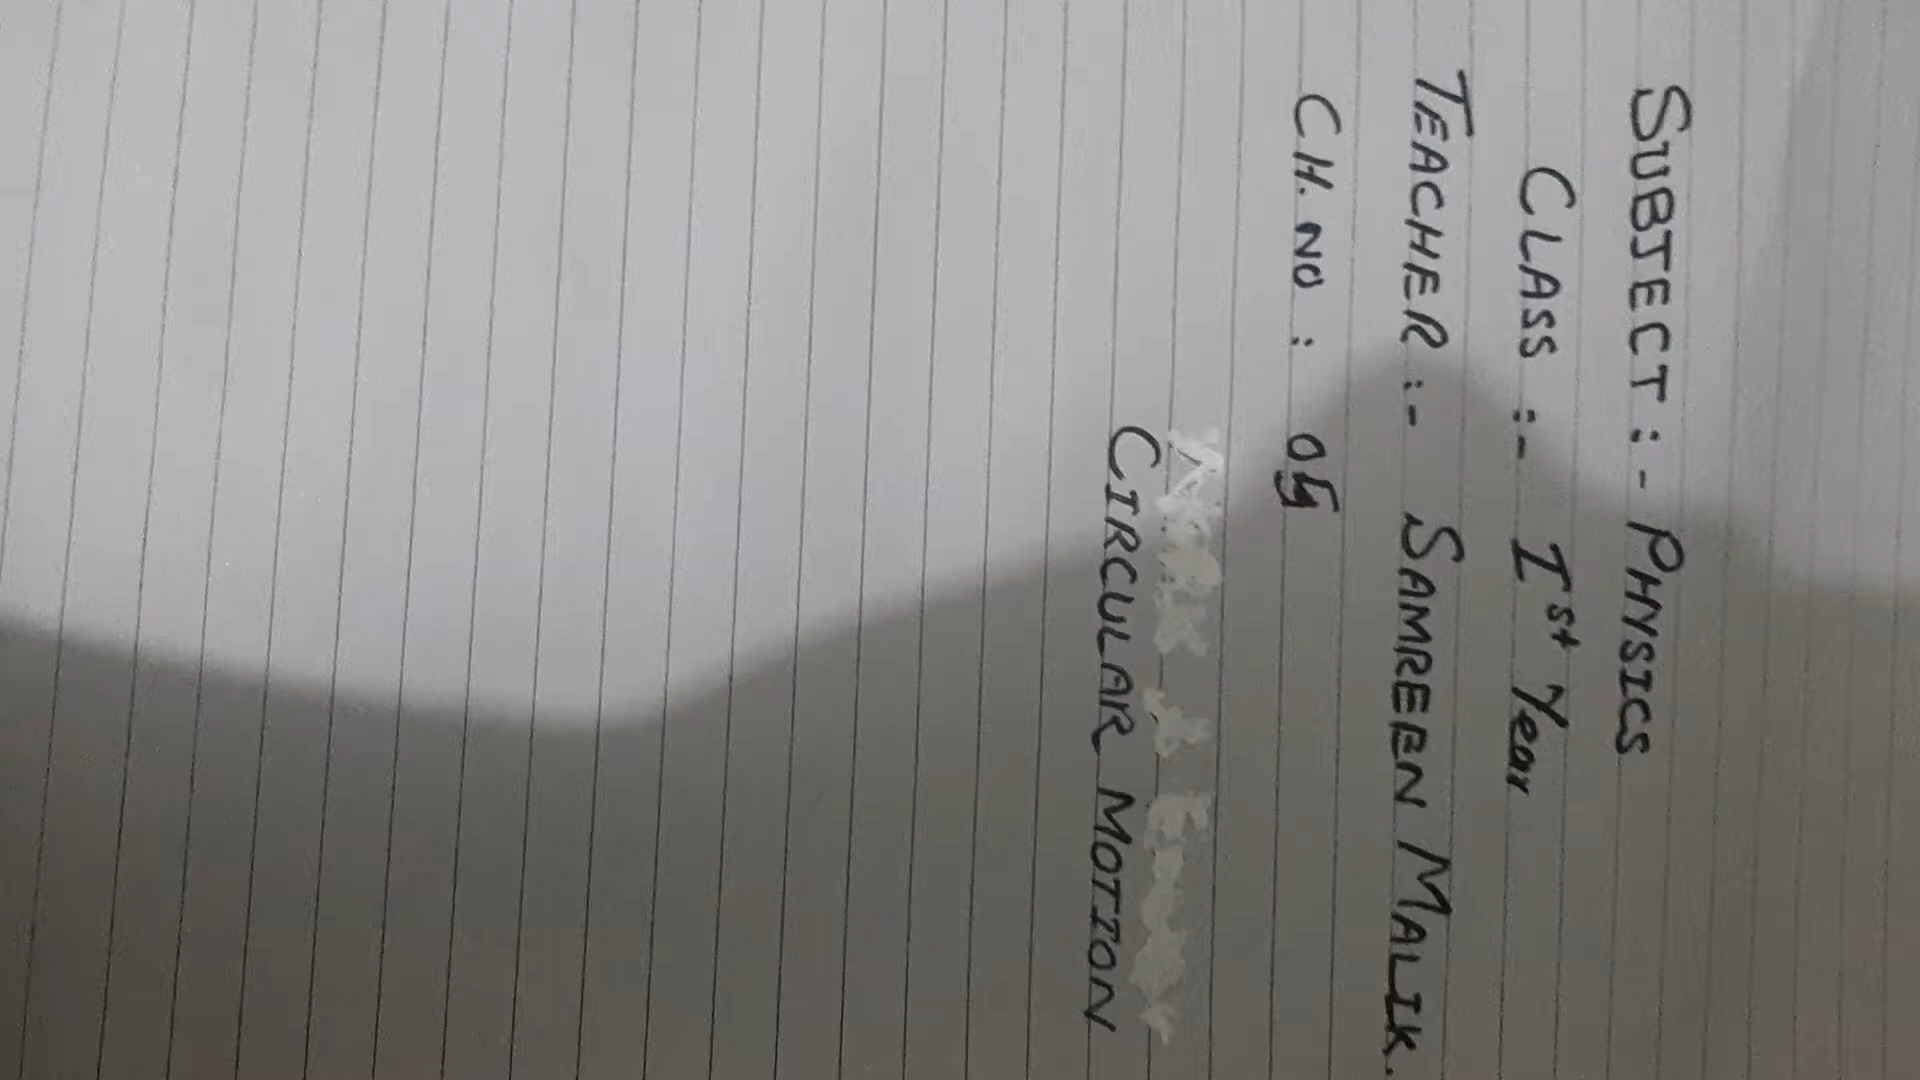 SUBJECT :- PHYSICS
CLASS :- Ist Year
TEACHER :- SAMREEN MALIK.
CH. NO : 05
CIRCULAR MOTION